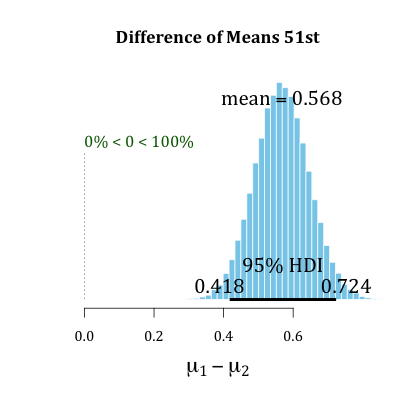 Difference of Means 51st
mean = 0.568
0% < 0 < 100%
95% HDI
0.418 0.724
0.0 0.2 0.4 0.6
μ₁ − μ₂